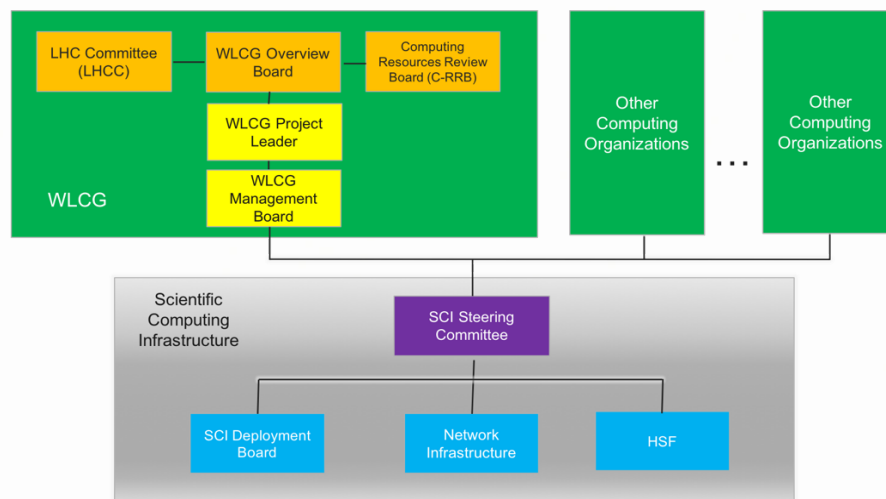 LHC Committee
(LHCC)
WLCG Overview
Board
Computing
Resources Review
Board (C-RRB)
WLCG Project
Leader
WLCG
Management
Board
WLCG
Other
Computing
Organizations
...
Other
Computing
Organizations
Scientific
Computing
Infrastructure
SCI Steering
Committee
SCI Deployment
Board
Network
Infrastructure
HSF